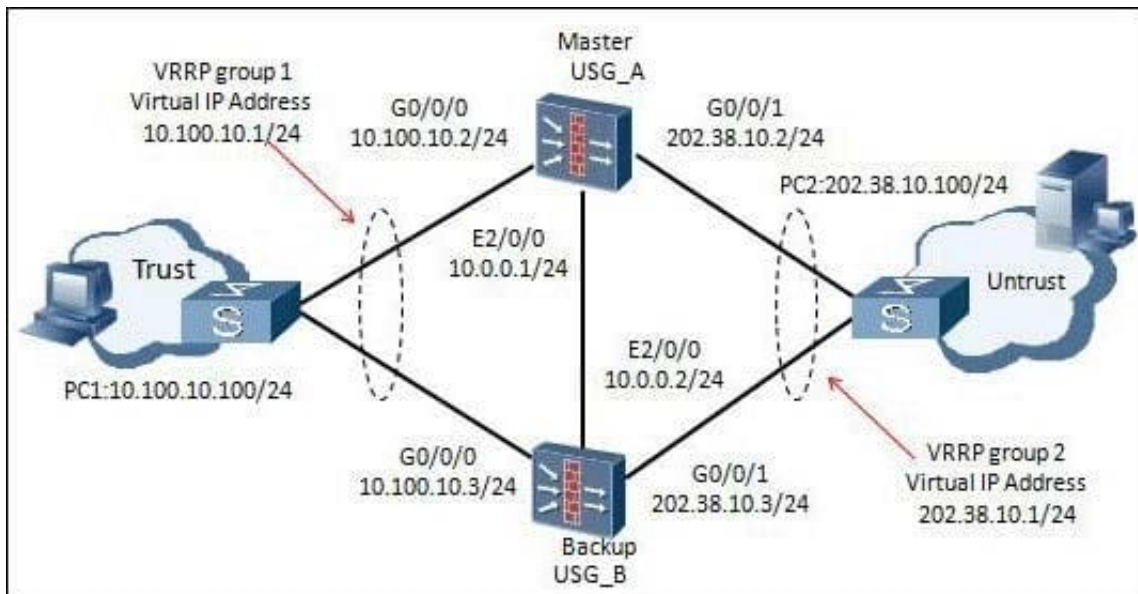 Master
USG_A
VRRP group 1
Virtual IP Address
10.100.10.1/24
G0/0/0
10.100.10.2/24
G0/0/1
202.38.10.2/24
PC2:202.38.10.100/24
E2/0/0
10.0.0.1/24
Trust
Untrust
E2/0/0
10.0.0.2/24
PC1:10.100.10.100/24
G0/0/0
10.100.10.3/24
G0/0/1
202.38.10.3/24
VRRP group 2
Virtual IP Address
202.38.10.1/24
Backup
USG_B